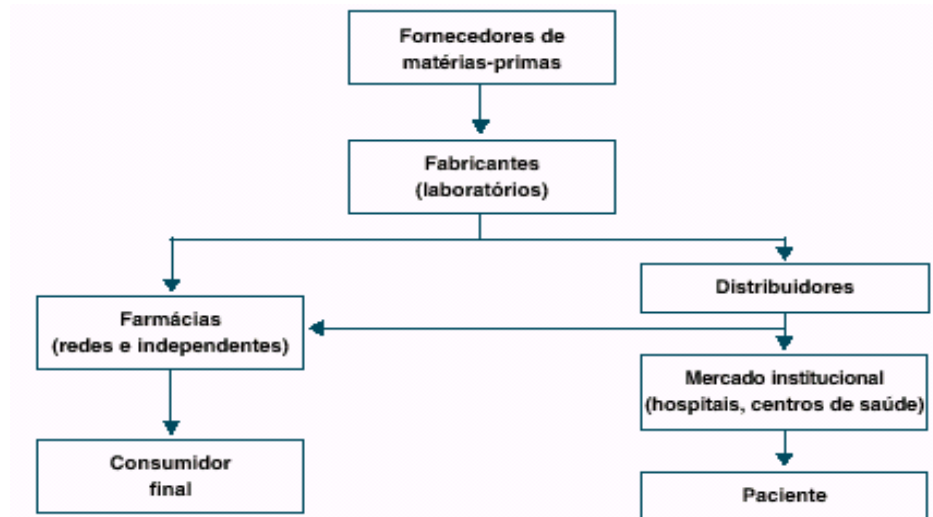 Fornecedores de
matérias-primas
Fabricantes
(laboratórios)
Distribuidores
Farmácias
(redes e independentes)
Mercado institucional
(hospitais, centros de saúde)
Consumidor
final
Paciente